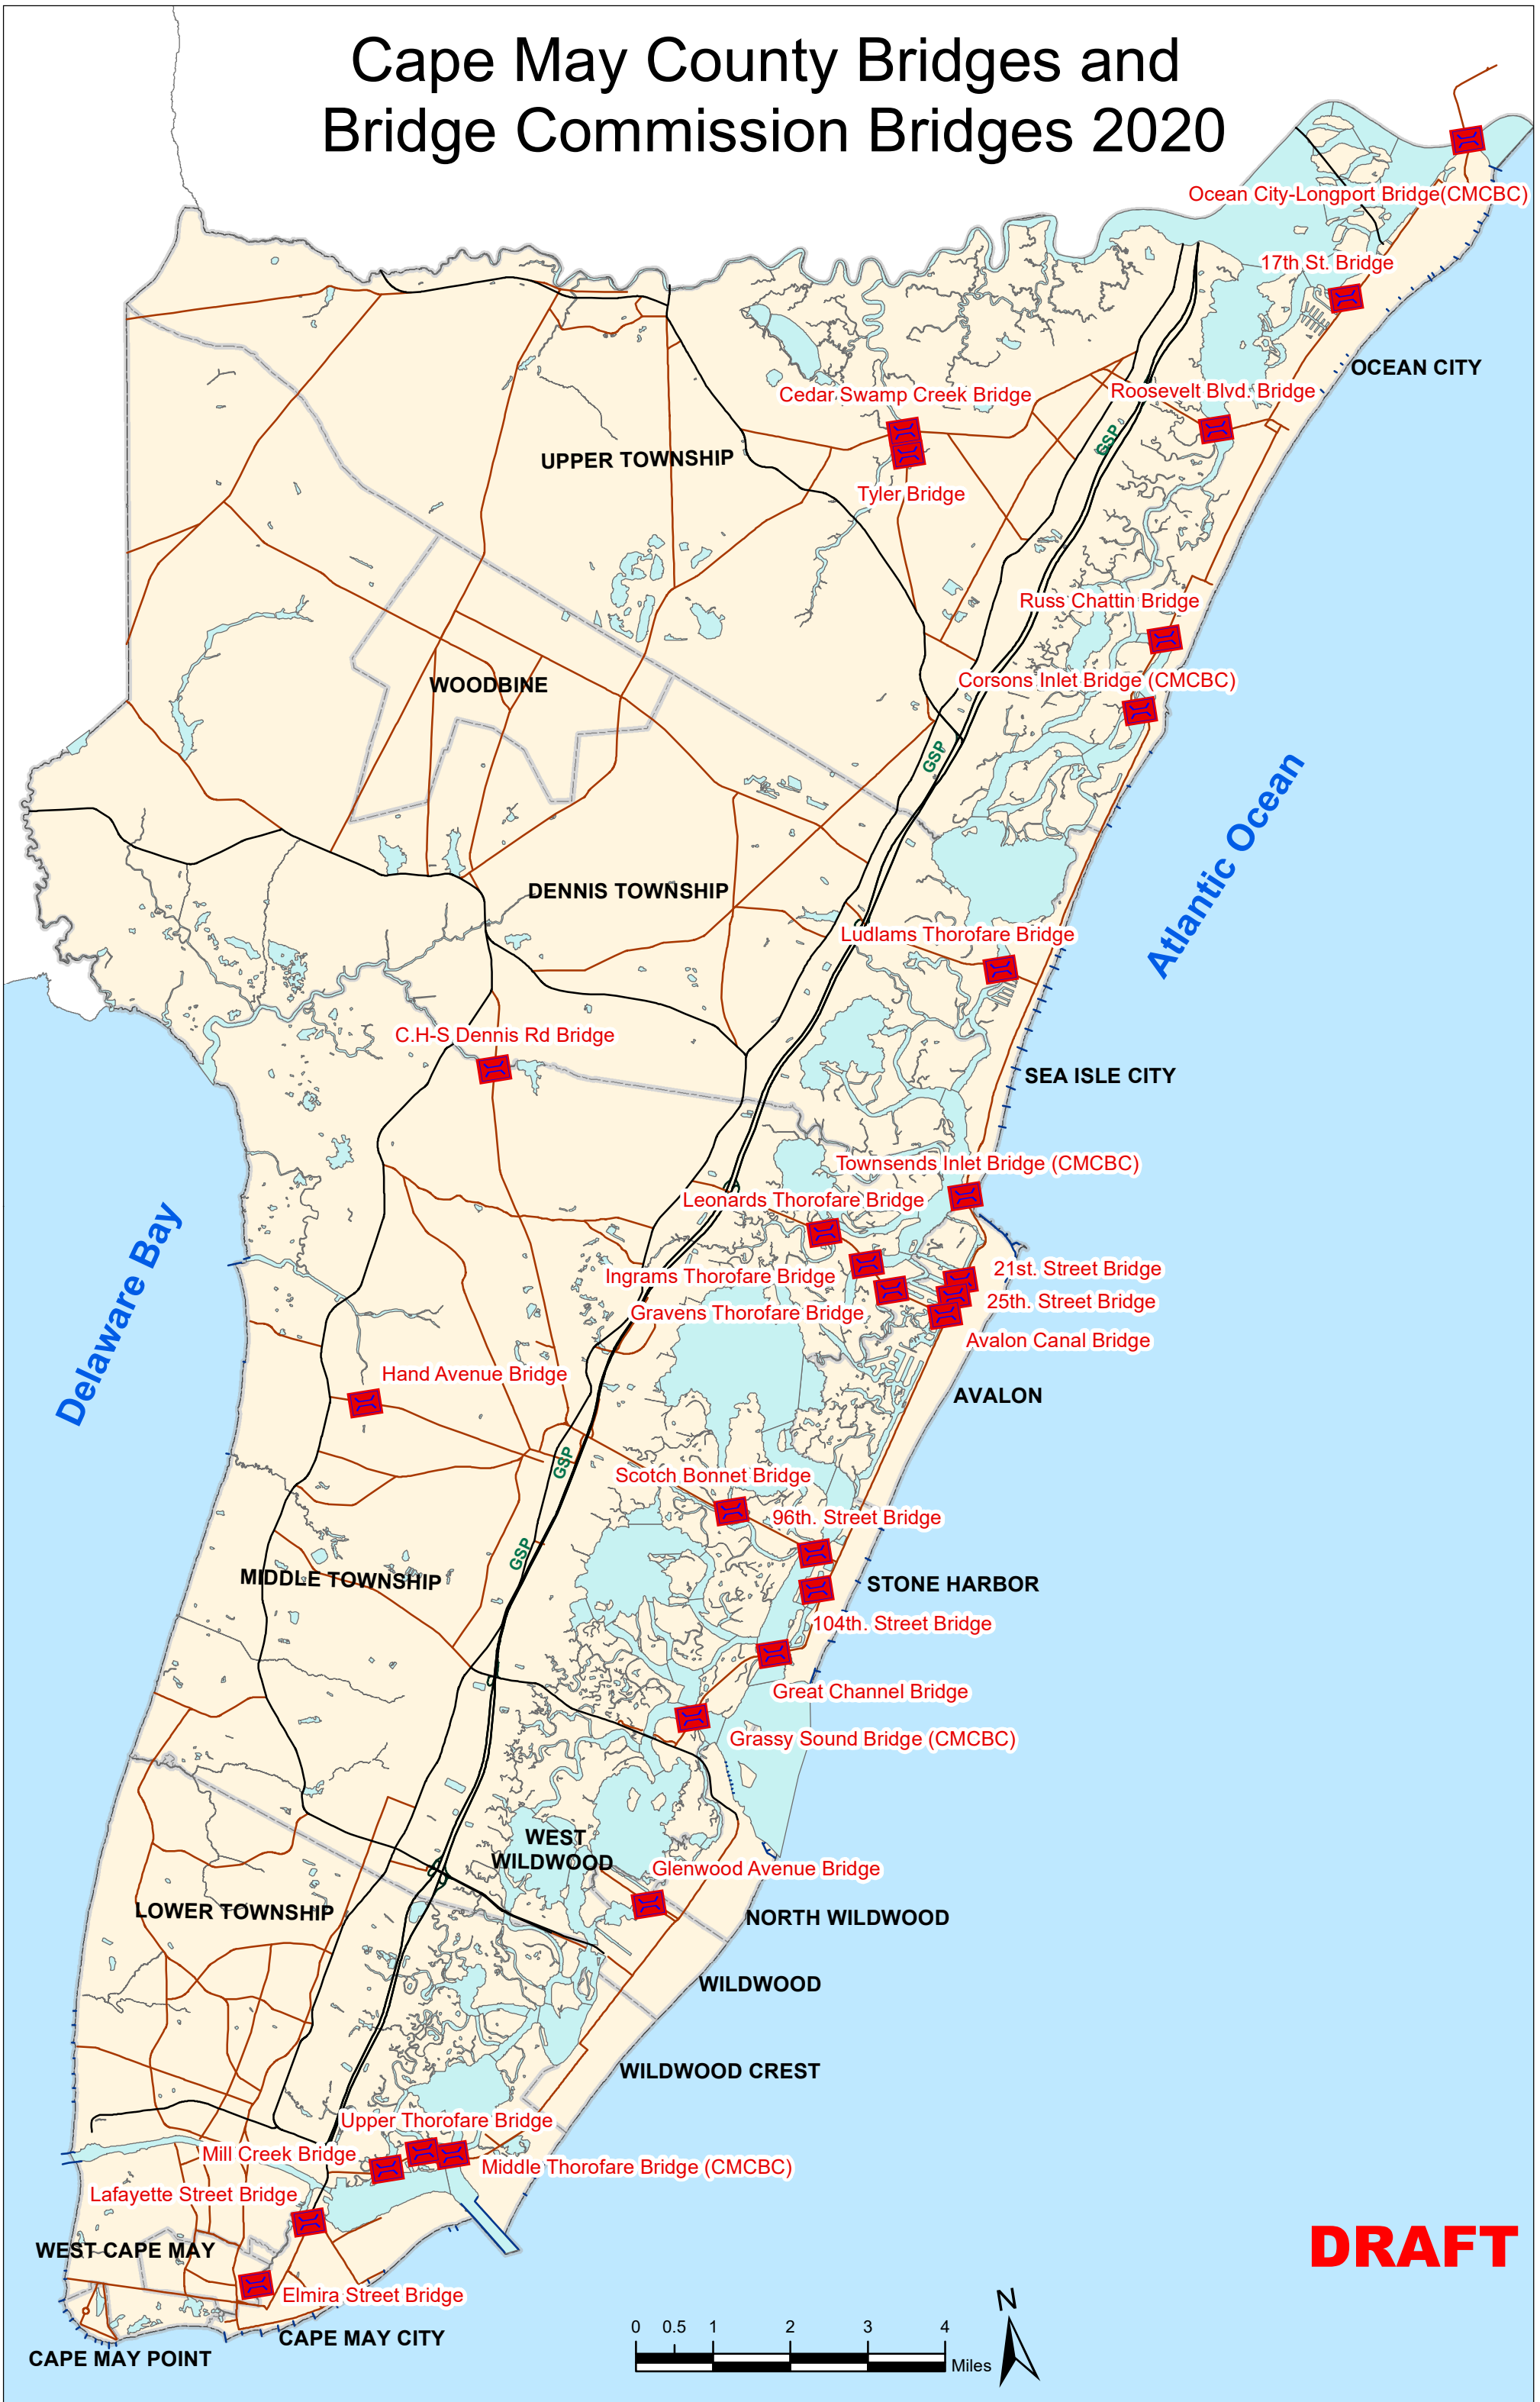 Cape May County Bridges and
Bridge Commission Bridges 2020
Ocean City-Longport Bridge(CMCBC)
17th St. Bridge
OCEAN CITY
Cedar Swamp Creek Bridge
Roosevelt Blvd. Bridge
GSP
UPPER TOWNSHIP
Tyler Bridge
Russ Chattin Bridge
WOODBINE
Corsons Inlet Bridge (CMCBC)
GSP
Atlantic Ocean
DENNIS TOWNSHIP
Ludlams Thorofare Bridge
C.H-S Dennis Rd Bridge
SEA ISLE CITY
Townsends Inlet Bridge (CMCBC)
Leonards Thorofare Bridge
21st. Street Bridge
Ingrams Thorofare Bridge
25th. Street Bridge
Gravens Thorofare Bridge
Delaware Bay
Avalon Canal Bridge
Hand Avenue Bridge
AVALON
GSP
Scotch Bonnet Bridge
96th. Street Bridge
GSP
MIDDLE TOWNSHIP
STONE HARBOR
104th. Street Bridge
Great Channel Bridge
Grassy Sound Bridge (CMCBC)
WEST
WILDWOOD
Glenwood Avenue Bridge
LOWER TOWNSHIP
NORTH WILDWOOD
WILDWOOD
WILDWOOD CREST
Upper Thorofare Bridge
Mill Creek Bridge
Middle Thorofare Bridge (CMCBC)
Lafayette Street Bridge
WEST CAPE MAY
DRAFT
Elmira Street Bridge
N
0 0.5 1 2 3 4
CAPE MAY CITY
CAPE MAY POINT
Miles